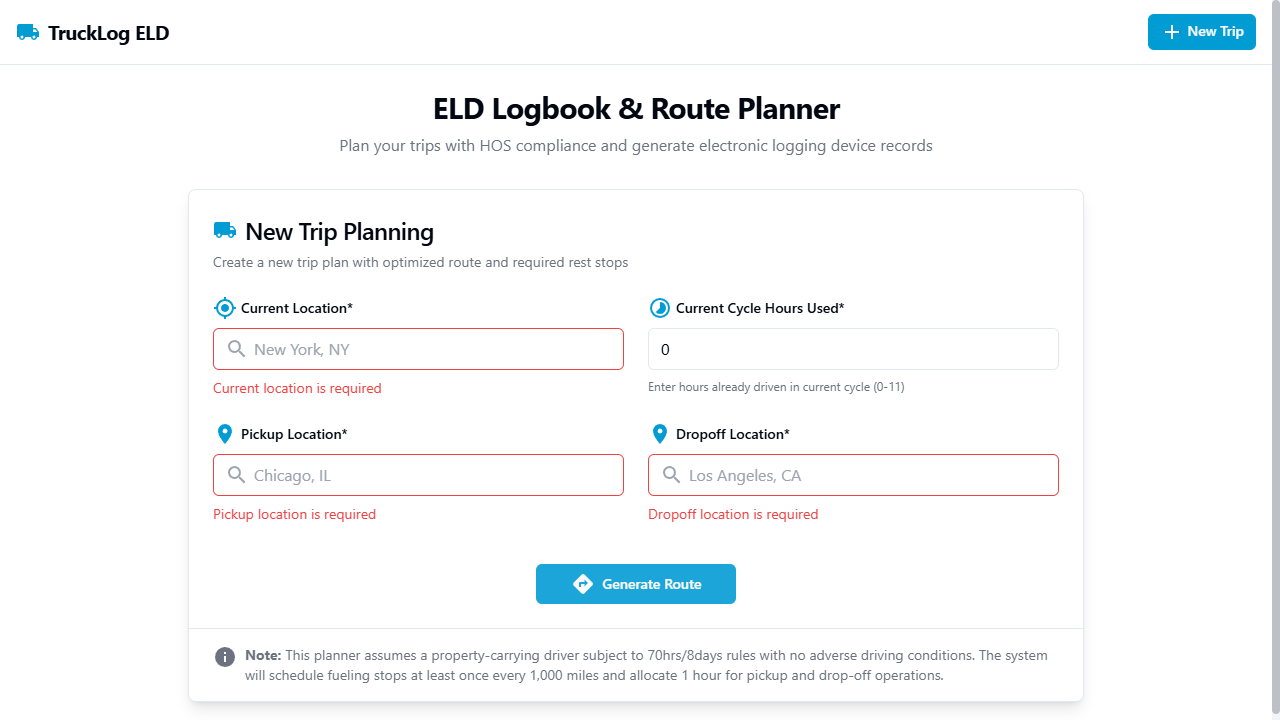 TruckLog ELD
New Trip
ELD Logbook & Route Planner
Plan your trips with HOS compliance and generate electronic logging device records
New Trip Planning
Create a new trip plan with optimized route and required rest stops
Current Location*
New York, NY
Current location is required
Current Cycle Hours Used*
0
Enter hours already driven in current cycle (0-11)
Pickup Location*
Chicago, IL
Pickup location is required
Dropoff Location*
Los Angeles, CA
Dropoff location is required
Generate Route
Note: This planner assumes a property-carrying driver subject to 70hrs/8days rules with no adverse driving conditions. The system
will schedule fueling stops at least once every 1,000 miles and allocate 1 hour for pickup and drop-off operations.